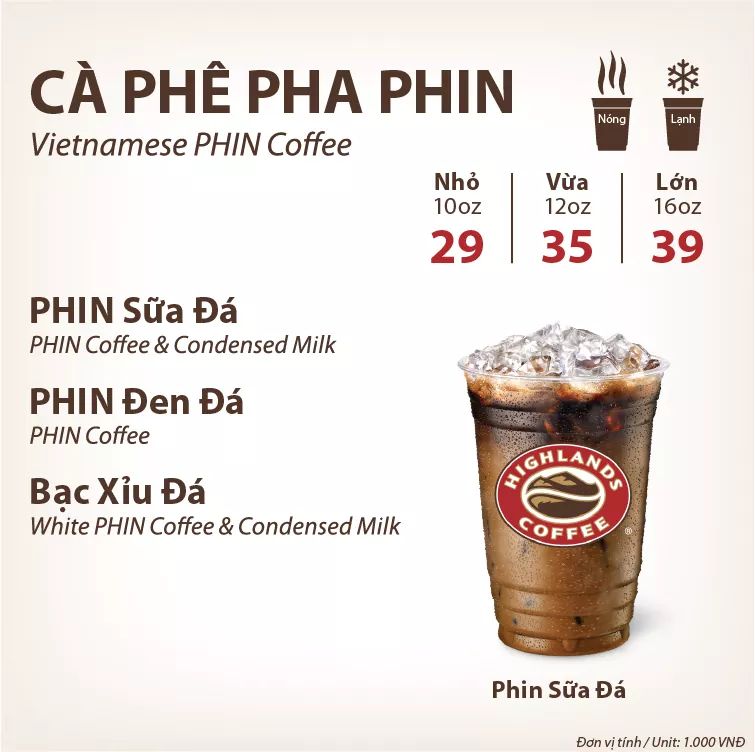 CÀ PHÊ PHA PHIN
Vietnamese PHIN Coffee
Nóng
Lạnh
Nhỏ
10oz
29
Vừa
12oz
35
Lớn
16oz
39
PHIN Sữa Đá
PHIN Coffee & Condensed Milk
PHIN Đen Đá
PHIN Coffee
Bạc Xỉu Đá
White PHIN Coffee & Condensed Milk
HIGHLANDS
COFFEE
®
Phin Sữa Đá
Đơn vị tính / Unit: 1.000 VNĐ